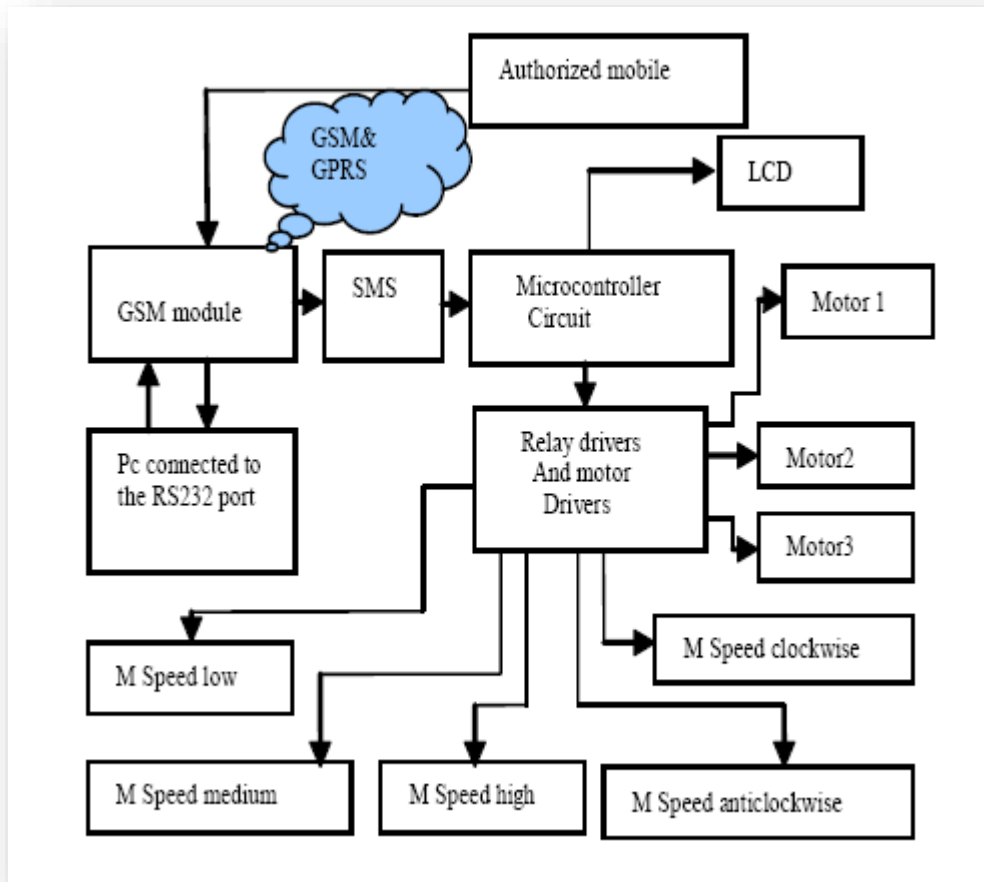 Authorized mobile
GSM&
GPRS
LCD
GSM module
SMS
Microcontroller
Circuit
Motor 1
Pc connected to
the RS232 port
Relay drivers
And motor
Drivers
Motor2
Motor3
M Speed low
M Speed clockwise
M Speed medium
M Speed high
M Speed anticlockwise